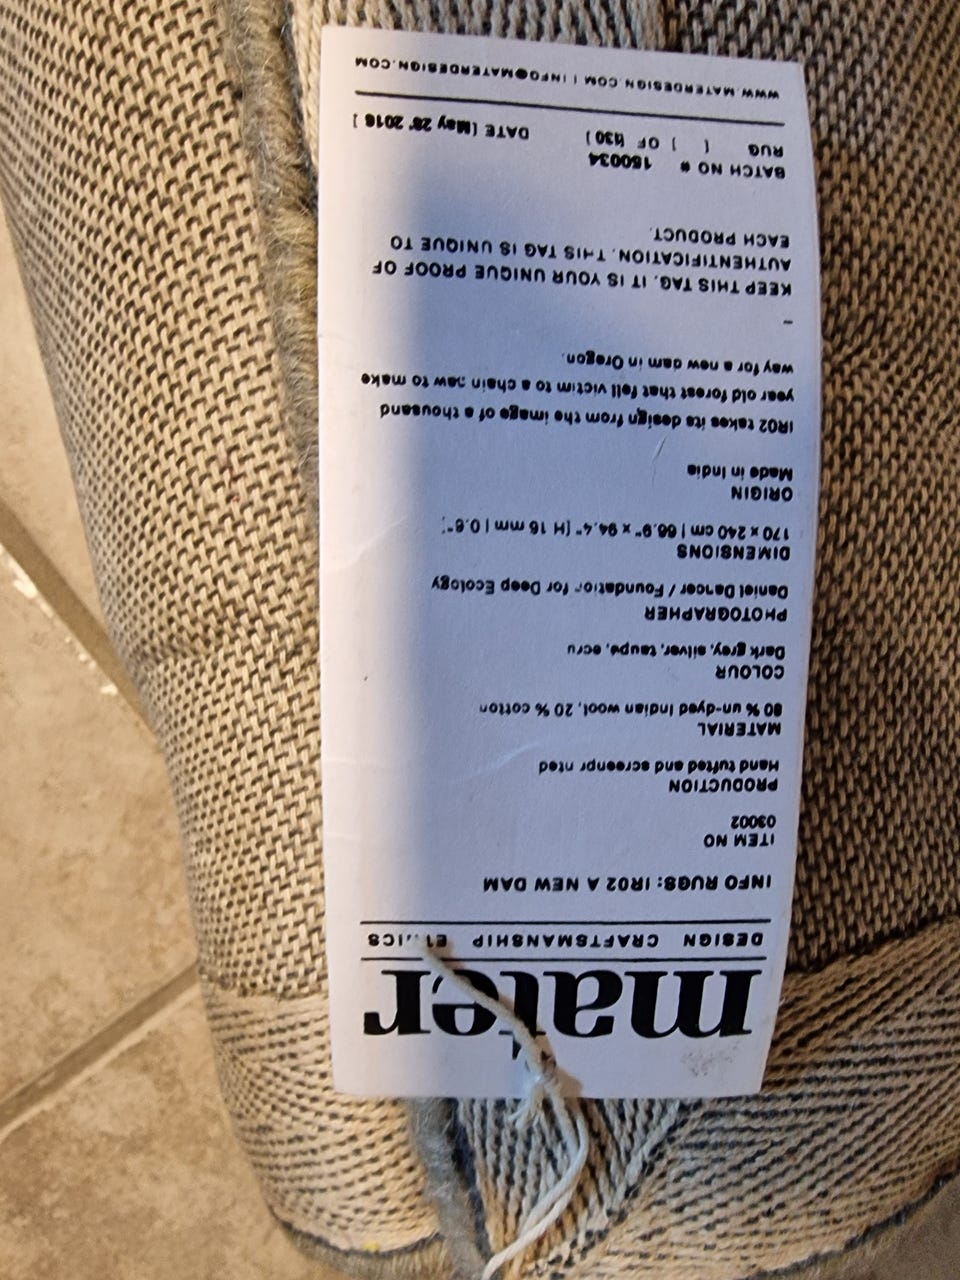 mater
DESIGN CRAFTSMANSHIP ETHICS
INFO RUGS: IR02 A NEW DAM
ITEM NO
03002
PRODUCTION
Hand tufted and screenprinted
MATERIAL
80 % un-dyed Indian wool, 20 % cotton
COLOUR
Dark grey, silver, taupe, ecru
PHOTOGRAPHER
Daniel Dancer / Foundation for Deep Ecology
DIMENSIONS
170 x 240 cm | 66.9" x 94.4" [H 16 mm | 0.6"]
ORIGIN
Made in India
IR02 takes its design from the image of a thousand
year old forest that fell victim to a chain saw to make
way for a new dam in Oregon.
–
KEEP THIS TAG. IT IS YOUR UNIQUE PROOF OF
AUTHENTIFICATION. THIS TAG IS UNIQUE TO
EACH PRODUCT.
BATCH NO # 150034
RUG [ ] OF [130] DATE [May 28' 2016]
WWW.MATERDESIGN.COM | INFO@MATERDESIGN.COM